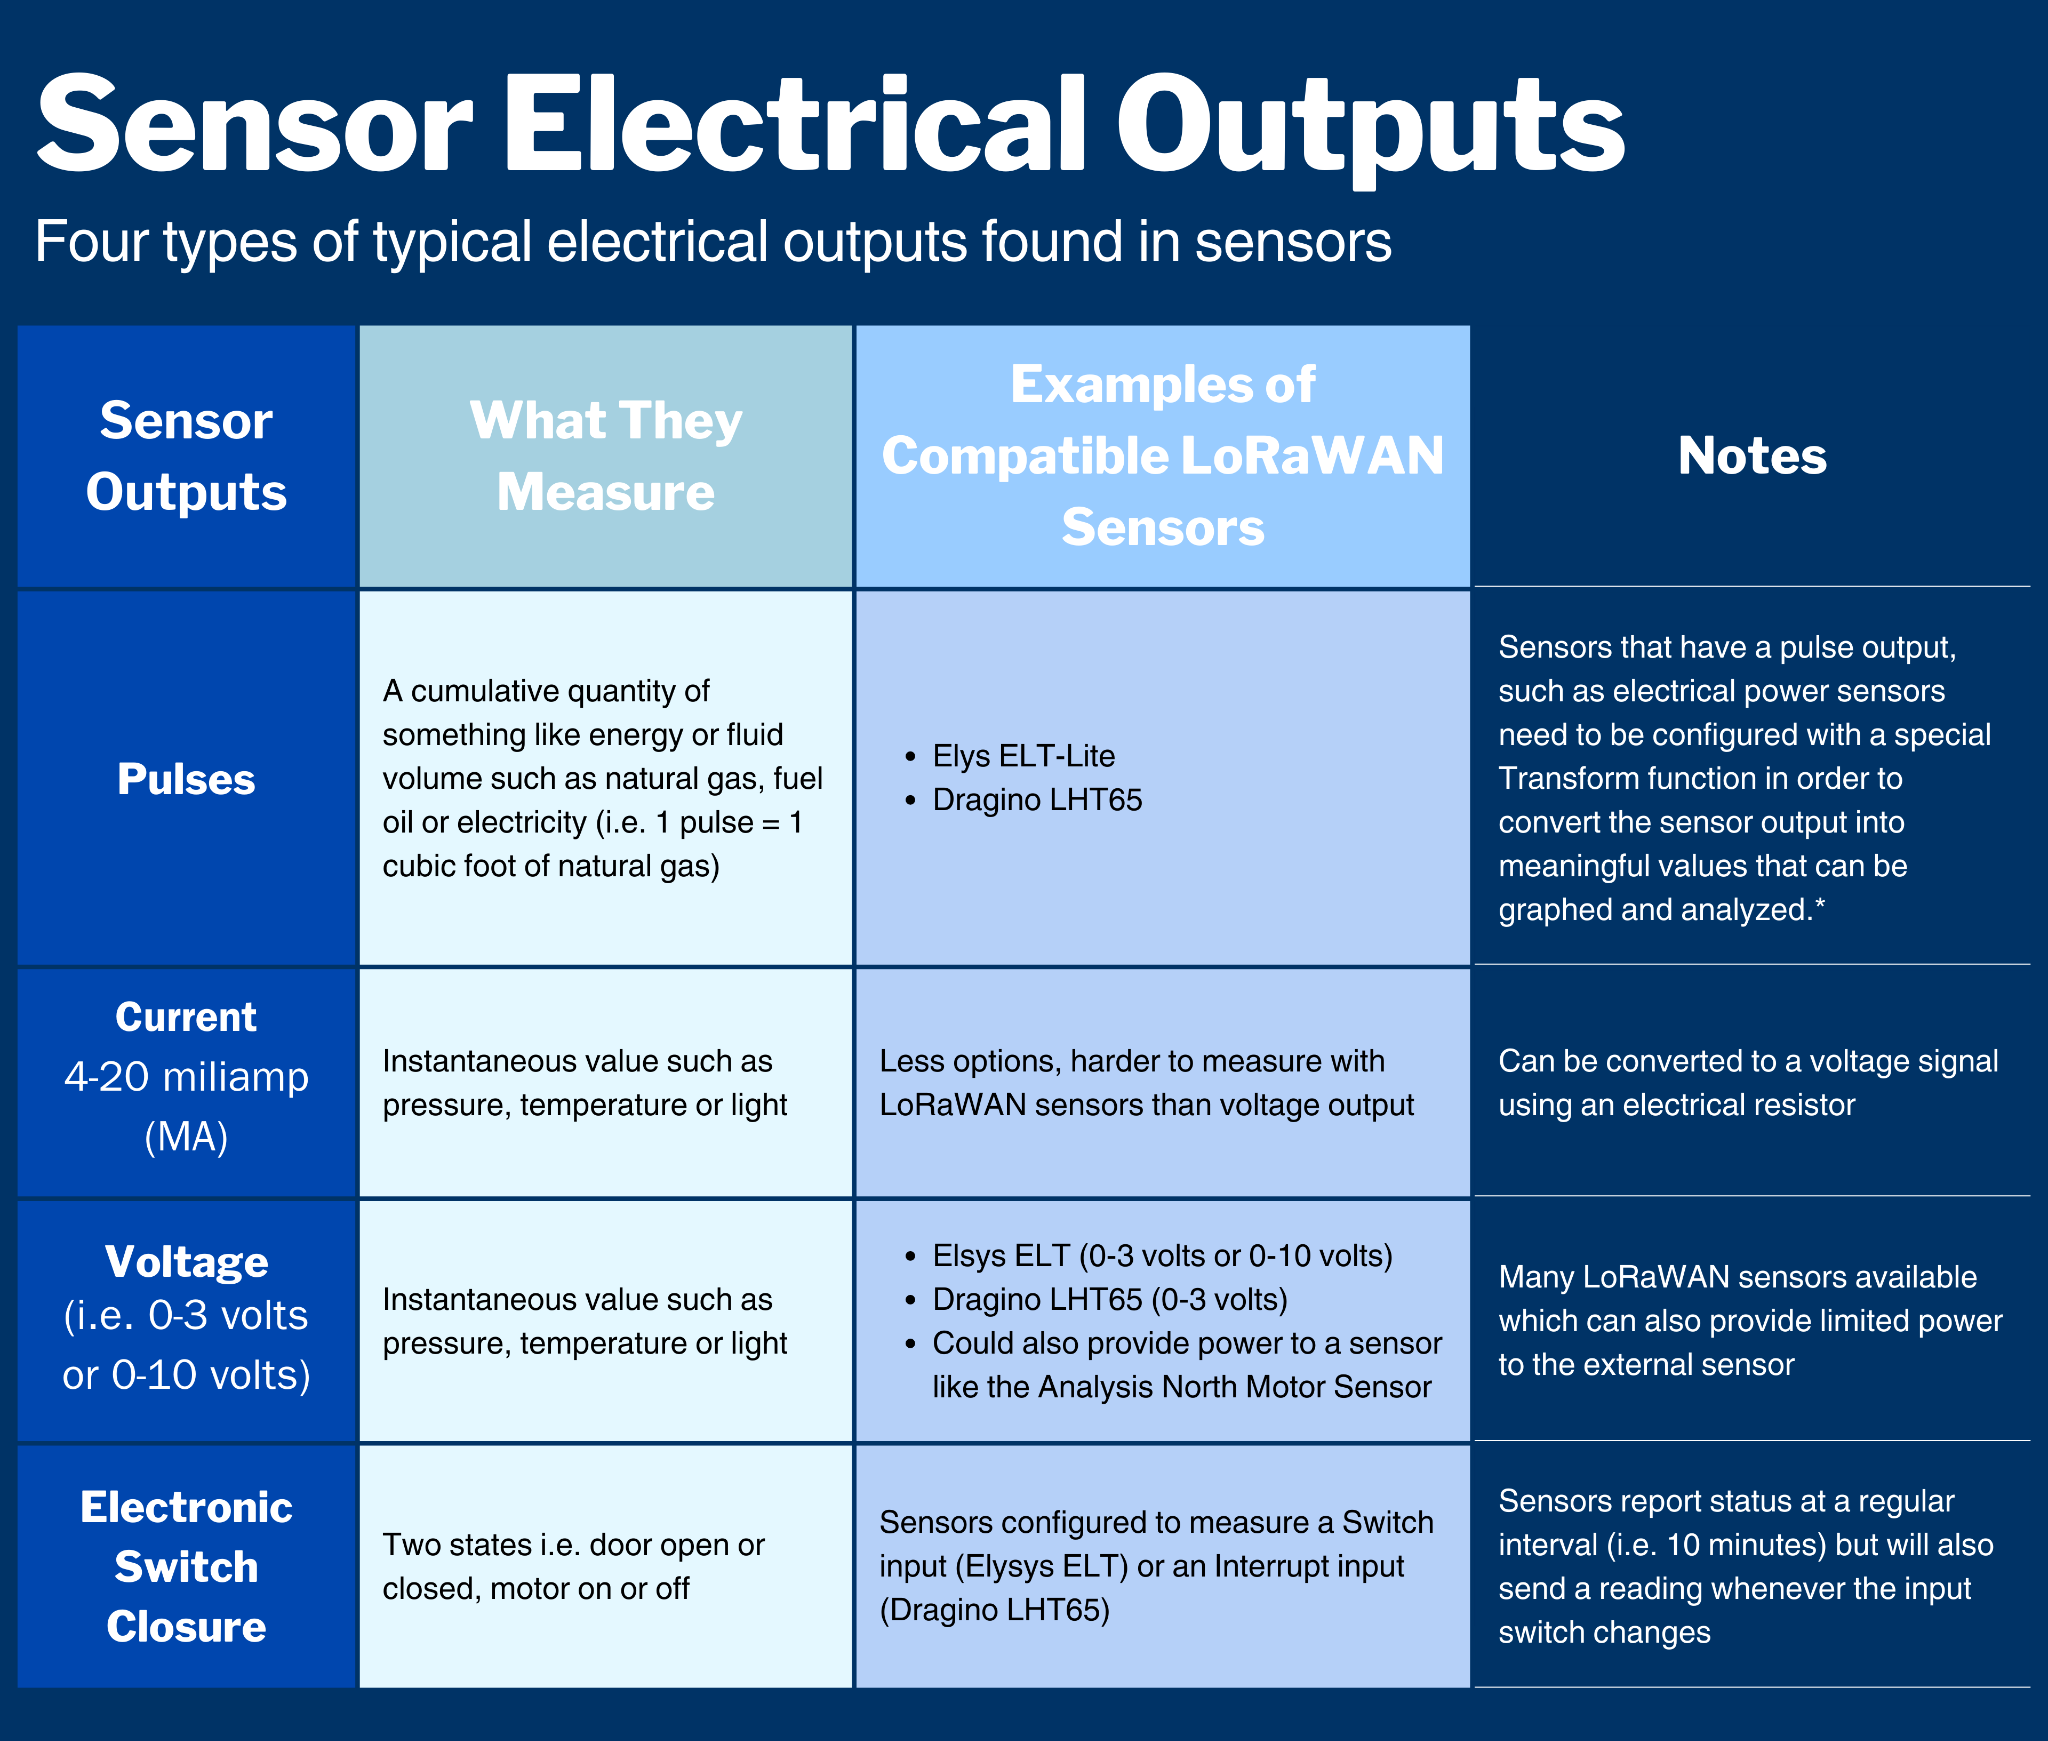 Sensor Electrical Outputs
Four types of typical electrical outputs found in sensors
Sensor
Outputs
What They
Measure
Examples of
Compatible LoRaWAN
Sensors
Notes
Pulses
A cumulative quantity of
something like energy or fluid
volume such as natural gas, fuel
oil or electricity (i.e. 1 pulse = 1
cubic foot of natural gas)
• Elys ELT-Lite
• Dragino LHT65
Sensors that have a pulse output,
such as electrical power sensors
need to be configured with a special
Transform function in order to
convert the sensor output into
meaningful values that can be
graphed and analyzed.*
Current
4-20 miliamp
(MA)
Instantaneous value such as
pressure, temperature or light
Less options, harder to measure with
LoRaWAN sensors than voltage output
Can be converted to a voltage signal
using an electrical resistor
Voltage
(i.e. 0-3 volts
or 0-10 volts)
Instantaneous value such as
pressure, temperature or light
• Elsys ELT (0-3 volts or 0-10 volts)
• Dragino LHT65 (0-3 volts)
• Could also provide power to a sensor
like the Analysis North Motor Sensor
Many LoRaWAN sensors available
which can also provide limited power
to the external sensor
Electronic
Switch
Closure
Two states i.e. door open or
closed, motor on or off
Sensors configured to measure a Switch
input (Elysys ELT) or an Interrupt input
(Dragino LHT65)
Sensors report status at a regular
interval (i.e. 10 minutes) but will also
send a reading whenever the input
switch changes